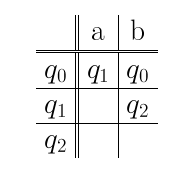 a b
q₀ q₁ q₀
q₁ q₂
q₂